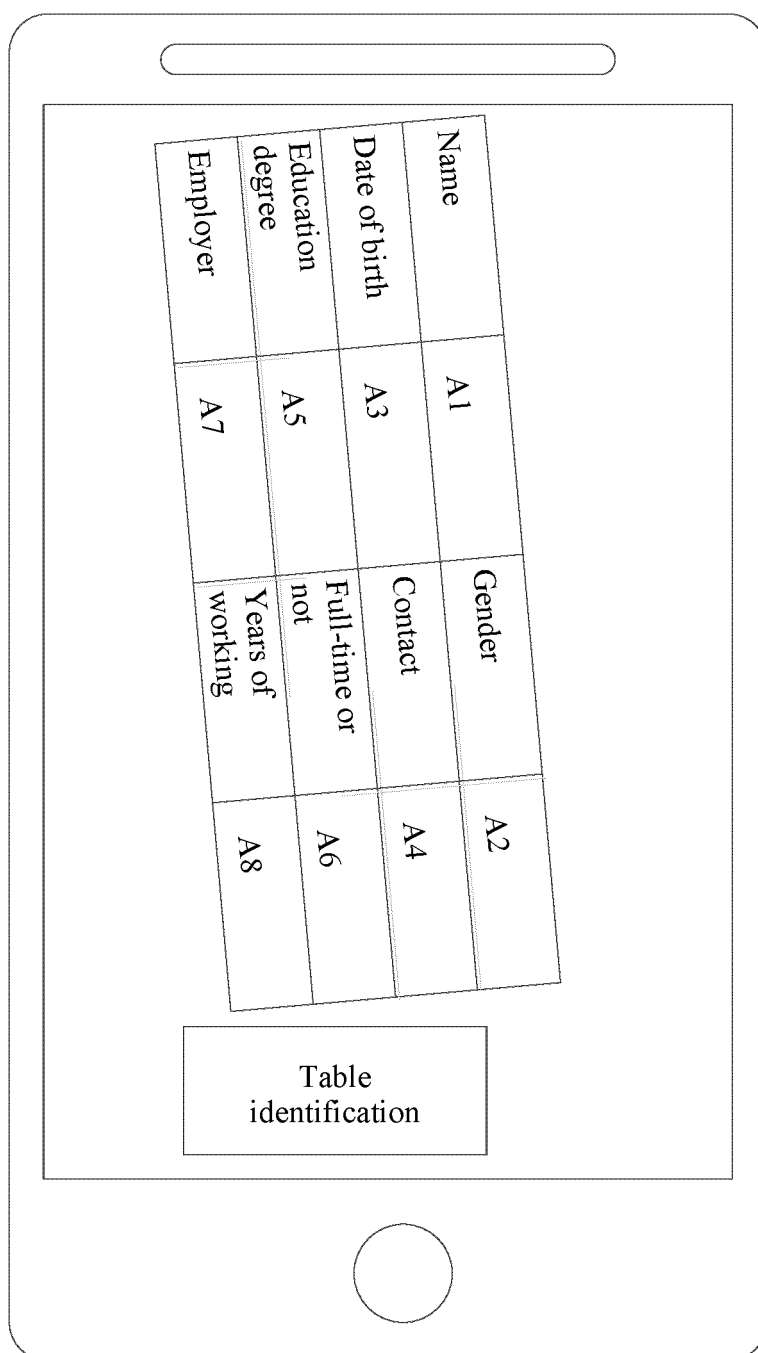 Name
A1
Gender
A2
Date of birth
A3
Contact
A4
Education
degree
A5
Full-time or
not
A6
Employer
A7
Years of
working
A8
Table
identification